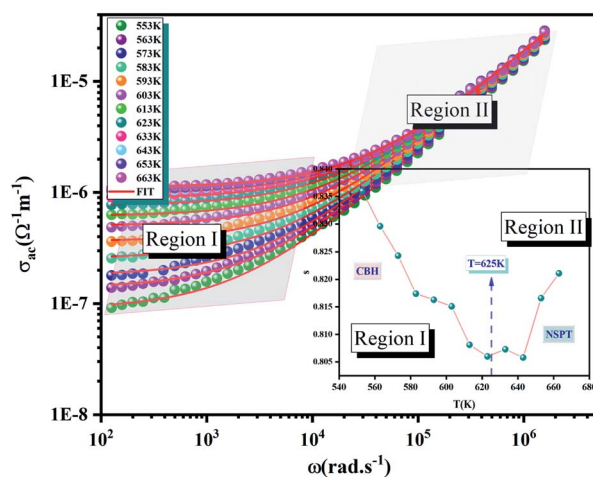 553K
563K
573K
583K
593K
603K
613K
623K
633K
643K
653K
663K
FIT
1E-5
1E-6
1E-7
1E-8
σac(Ω⁻¹m⁻¹)
Region I
Region II
10² 10³ 10⁴ 10⁵ 10⁶
ω(rad.s⁻¹)
0.840
0.835
0.830
0.825
0.820
0.815
0.810
0.805
s
CBH
T=625K
Region II
Region I
NSPT
540 560 580 600 620 640 660 680
T(K)